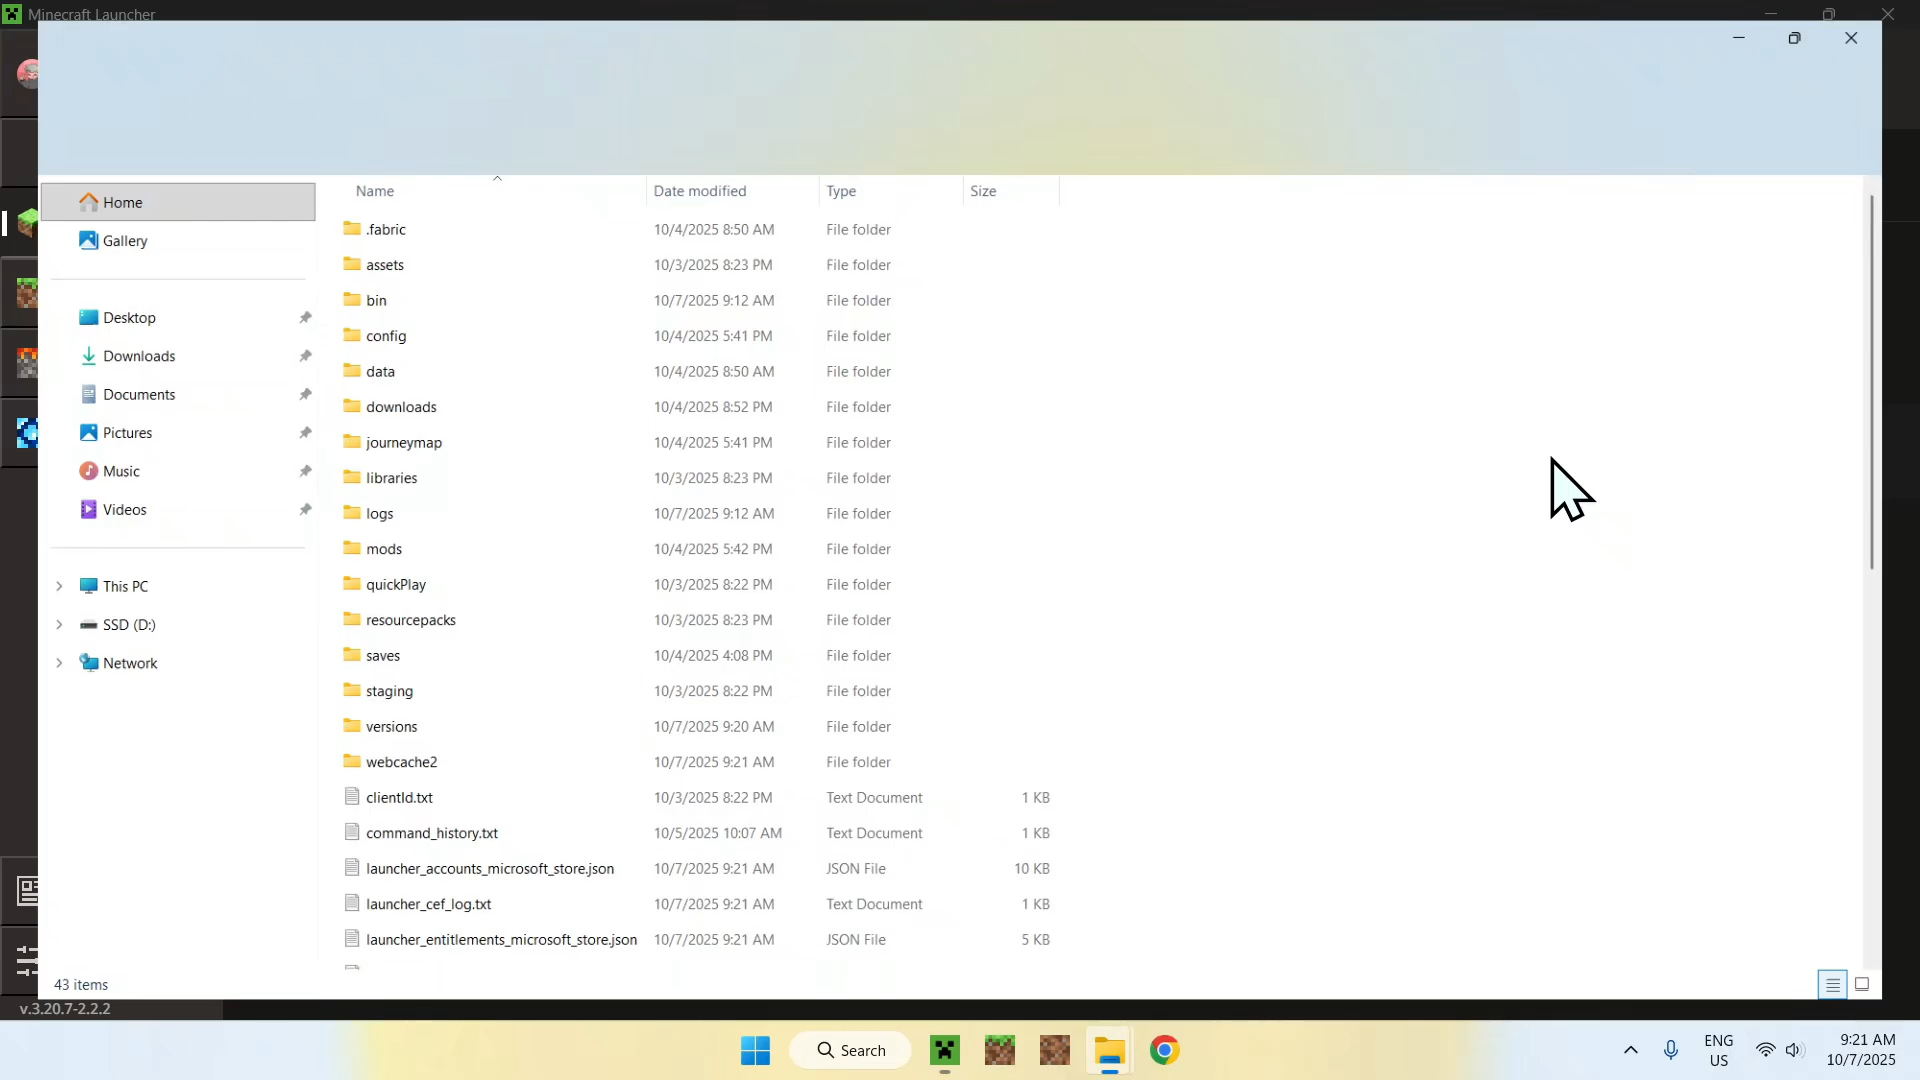 Minecraft Launcher
Name Date modified Type Size
Home
Gallery
Desktop
Downloads
Documents
Pictures
Music
Videos
This PC
SSD (D:)
Network
.fabric 10/4/2025 8:50 AM File folder
assets 10/3/2025 8:23 PM File folder
bin 10/7/2025 9:12 AM File folder
config 10/4/2025 5:41 PM File folder
data 10/4/2025 8:50 AM File folder
downloads 10/4/2025 8:52 PM File folder
journeymap 10/4/2025 5:41 PM File folder
libraries 10/3/2025 8:23 PM File folder
logs 10/7/2025 9:12 AM File folder
mods 10/4/2025 5:42 PM File folder
quickPlay 10/3/2025 8:22 PM File folder
resourcepacks 10/3/2025 8:23 PM File folder
saves 10/4/2025 4:08 PM File folder
staging 10/3/2025 8:22 PM File folder
versions 10/7/2025 9:20 AM File folder
webcache2 10/7/2025 9:21 AM File folder
clientId.txt 10/3/2025 8:22 PM Text Document 1 KB
command_history.txt 10/5/2025 10:07 AM Text Document 1 KB
launcher_accounts_microsoft_store.json 10/7/2025 9:21 AM JSON File 10 KB
launcher_cef_log.txt 10/7/2025 9:21 AM Text Document 1 KB
launcher_entitlements_microsoft_store.json 10/7/2025 9:21 AM JSON File 5 KB
43 items
v.3.20.7-2.2.2
Search
ENG
US
9:21 AM
10/7/2025